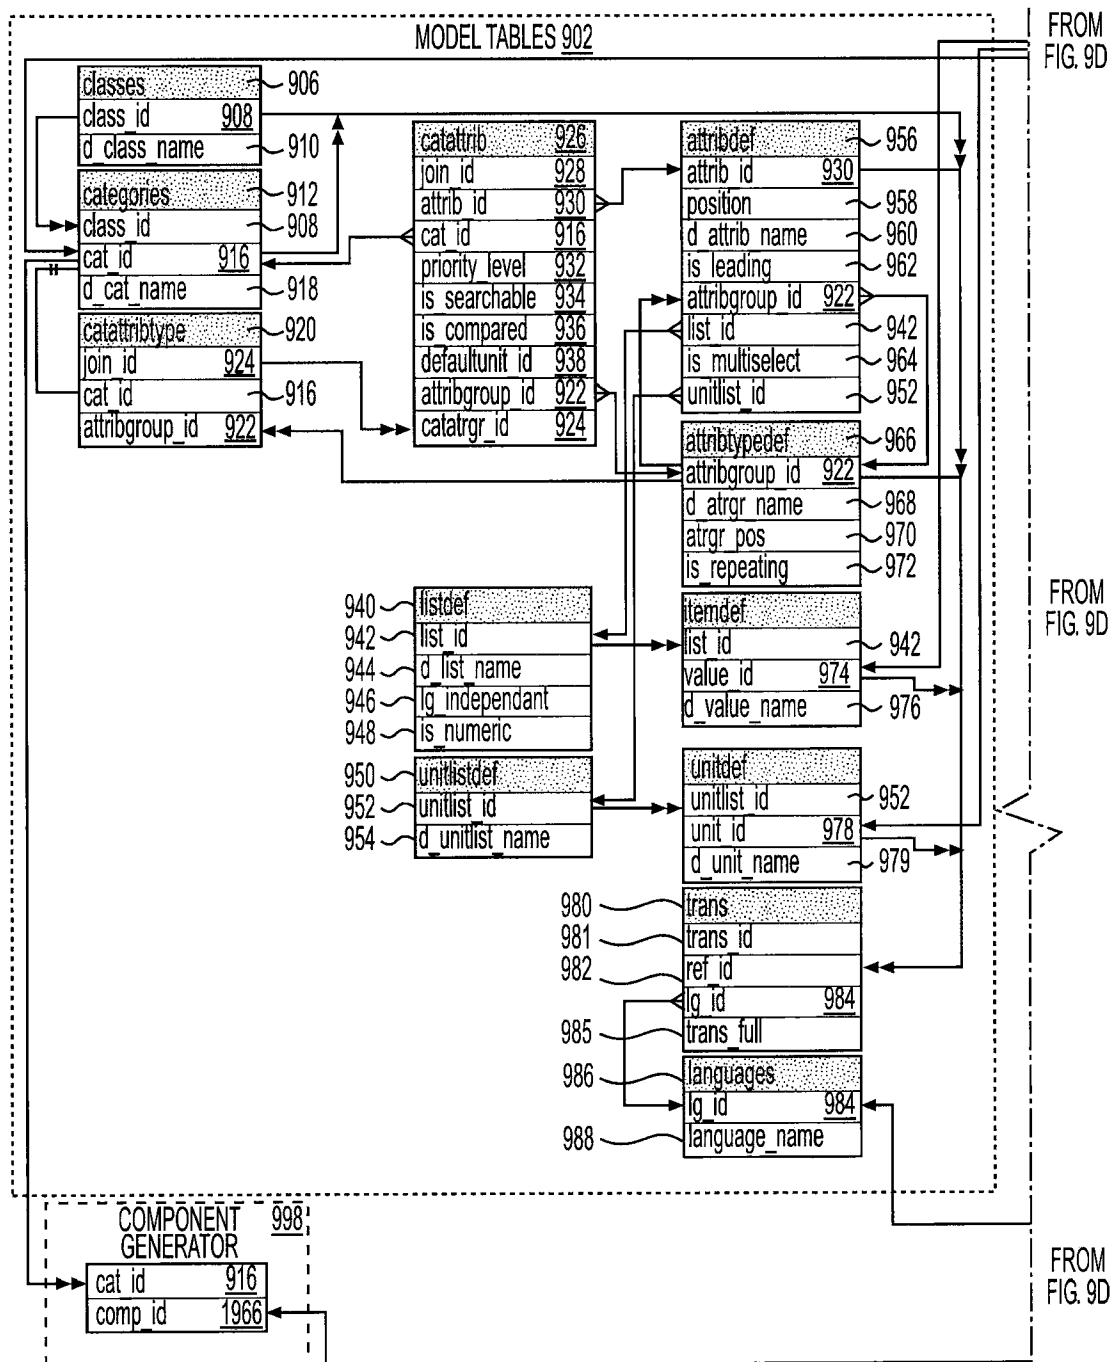 FROM
FIG. 9D
MODEL TABLES 902
classes 906
class_id 908
d_class_name 910
categories 912
class_id 908
cat_id 916
d_cat_name 918
catattribtype 920
join_id 924
cat_id 916
attribgroup_id 922
catattrib 926
join_id 928
attrib_id 930
cat_id 916
priority_level 932
is_searchable 934
is_compared 936
defaultunit_id 938
attribgroup_id 922
catatrgr_id 924
attribdef 956
attrib_id 930
position 958
d_attrib_name 960
is_leading 962
attribgroup_id 922
list_id 942
is_multiselect 964
unitlist_id 952
attribtypedef 966
attribgroup_id 922
d_atrgr_name 968
atrgr_pos 970
is_repeating 972
940 listdef
942 list_id
944 d_list_name
946 lg_independant
948 is_numeric
950 unitlistdef
952 unitlist_id
954 d_unitlist_name
itemdef
list_id 942
value_id 974
d_value_name 976
FROM
FIG. 9D
unitdef
unitlist_id 952
unit_id 978
d_unit_name 979
980 trans
981 trans_id
982 ref_id
lg_id 984
985 trans_full
986 languages
lg_id 984
988 language_name
COMPONENT 998
GENERATOR
cat_id 916
comp_id 1966
FROM
FIG. 9D